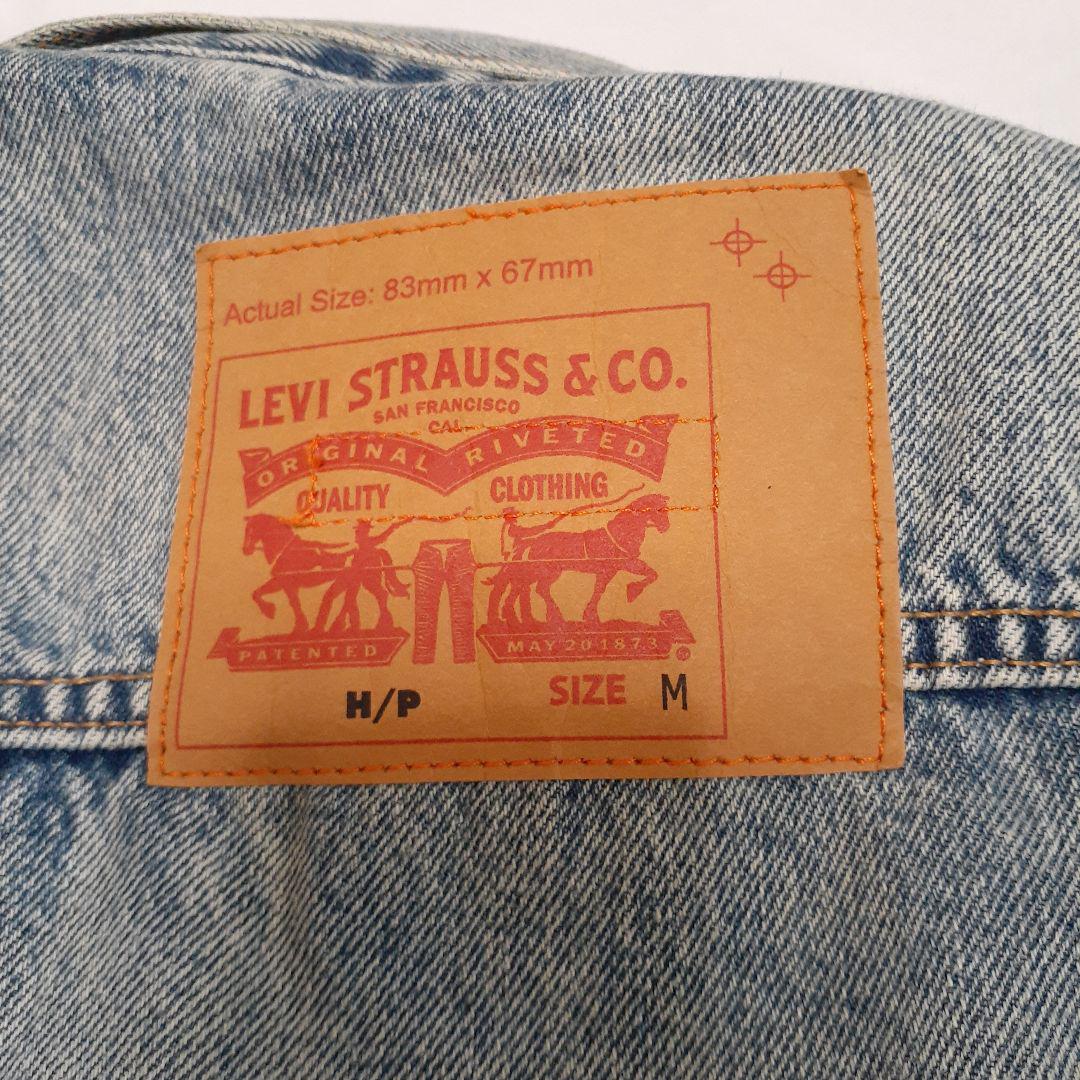 Actual Size: 83mm x 67mm
LEVI STRAUSS & CO.
SAN FRANCISCO
CAL
ORIGINAL RIVETED
QUALITY CLOTHING
PATENTED MAY 20 1873
H/P SIZE M